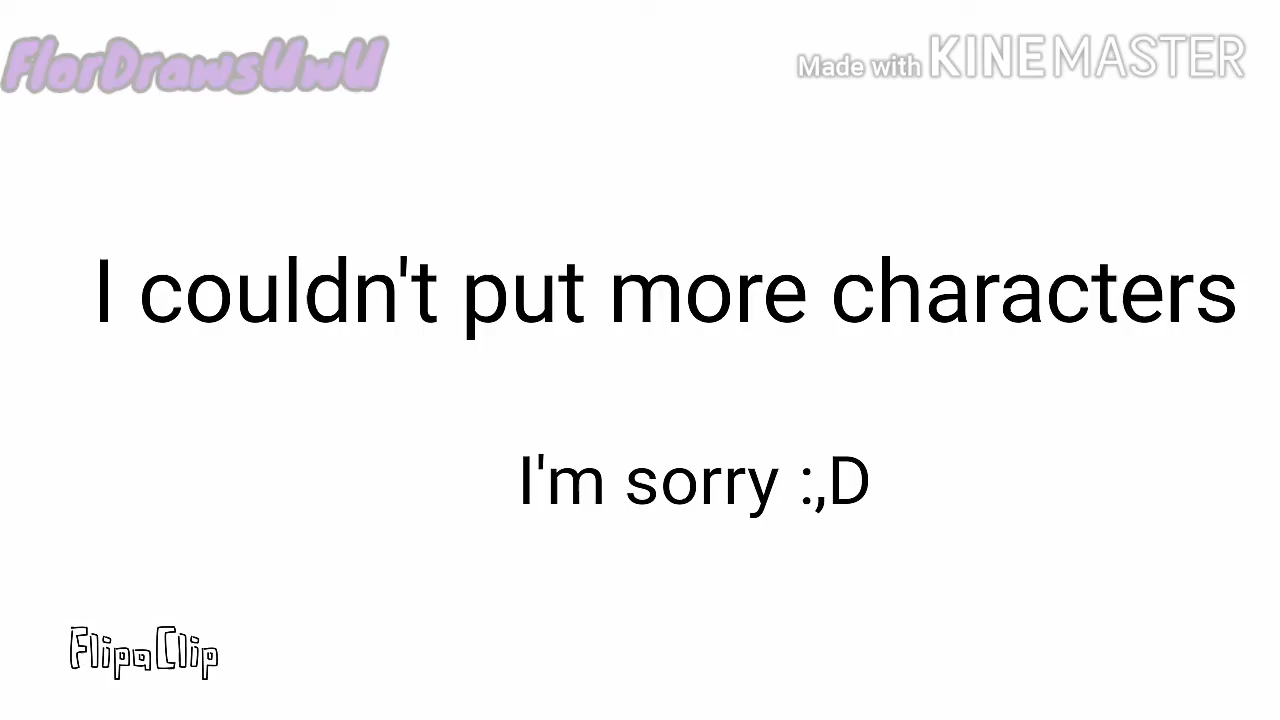 FlorDrawsUwU
Made with KINEMASTER
I couldn't put more characters
I'm sorry :,D
FlipaClip